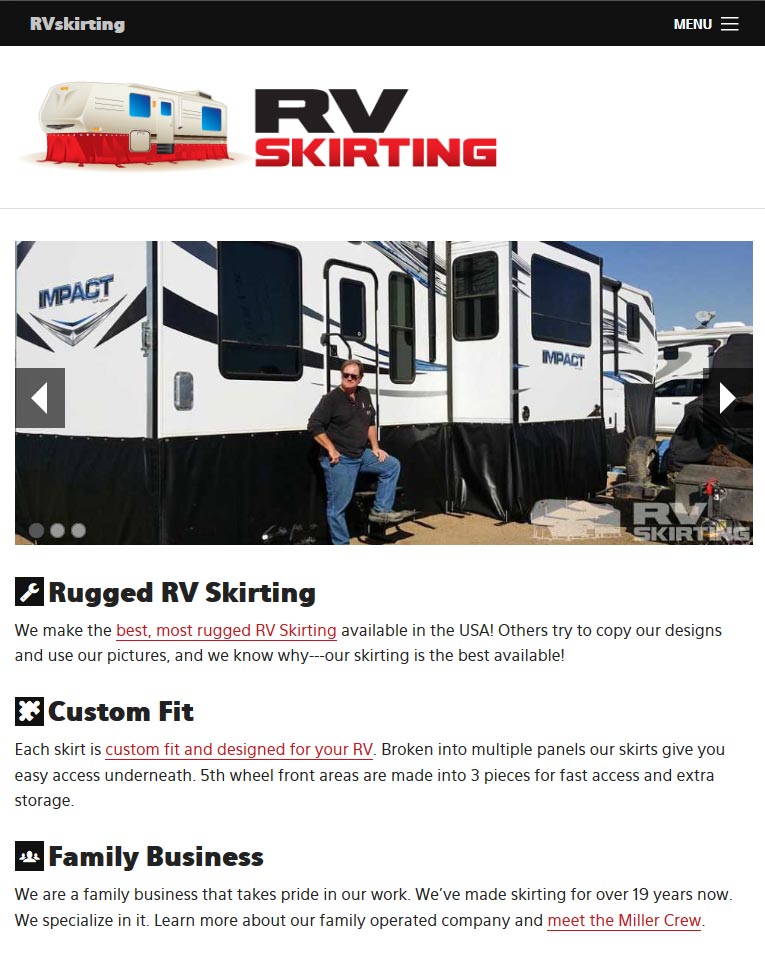 RVskirting
MENU
RV
SKIRTING
IMPACT
IMPACT
RV
SKIRTING
Rugged RV Skirting
We make the best, most rugged RV Skirting available in the USA! Others try to copy our designs
and use our pictures, and we know why---our skirting is the best available!
Custom Fit
Each skirt is custom fit and designed for your RV. Broken into multiple panels our skirts give you
easy access underneath. 5th wheel front areas are made into 3 pieces for fast access and extra
storage.
Family Business
We are a family business that takes pride in our work. We've made skirting for over 19 years now.
We specialize in it. Learn more about our family operated company and meet the Miller Crew.